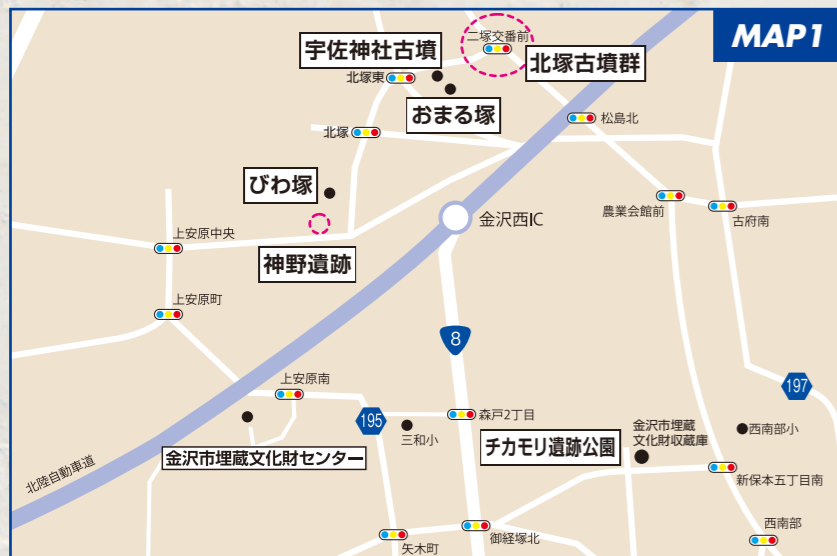 MAP1
二塚交番前
宇佐神社古墳
北塚古墳群
北塚東
おまる塚
松島北
北塚
びわ塚
農業会館前
古府南
金沢西IC
上安原中央
神野遺跡
上安原町
8
上安原南
197
195
森戸2丁目
三和小
金沢市埋蔵
文化財収蔵庫
西南部小
チカモリ遺跡公園
金沢市埋蔵文化財センター
北陸自動車道
新保本五丁目南
西南部
御経塚北
矢木町